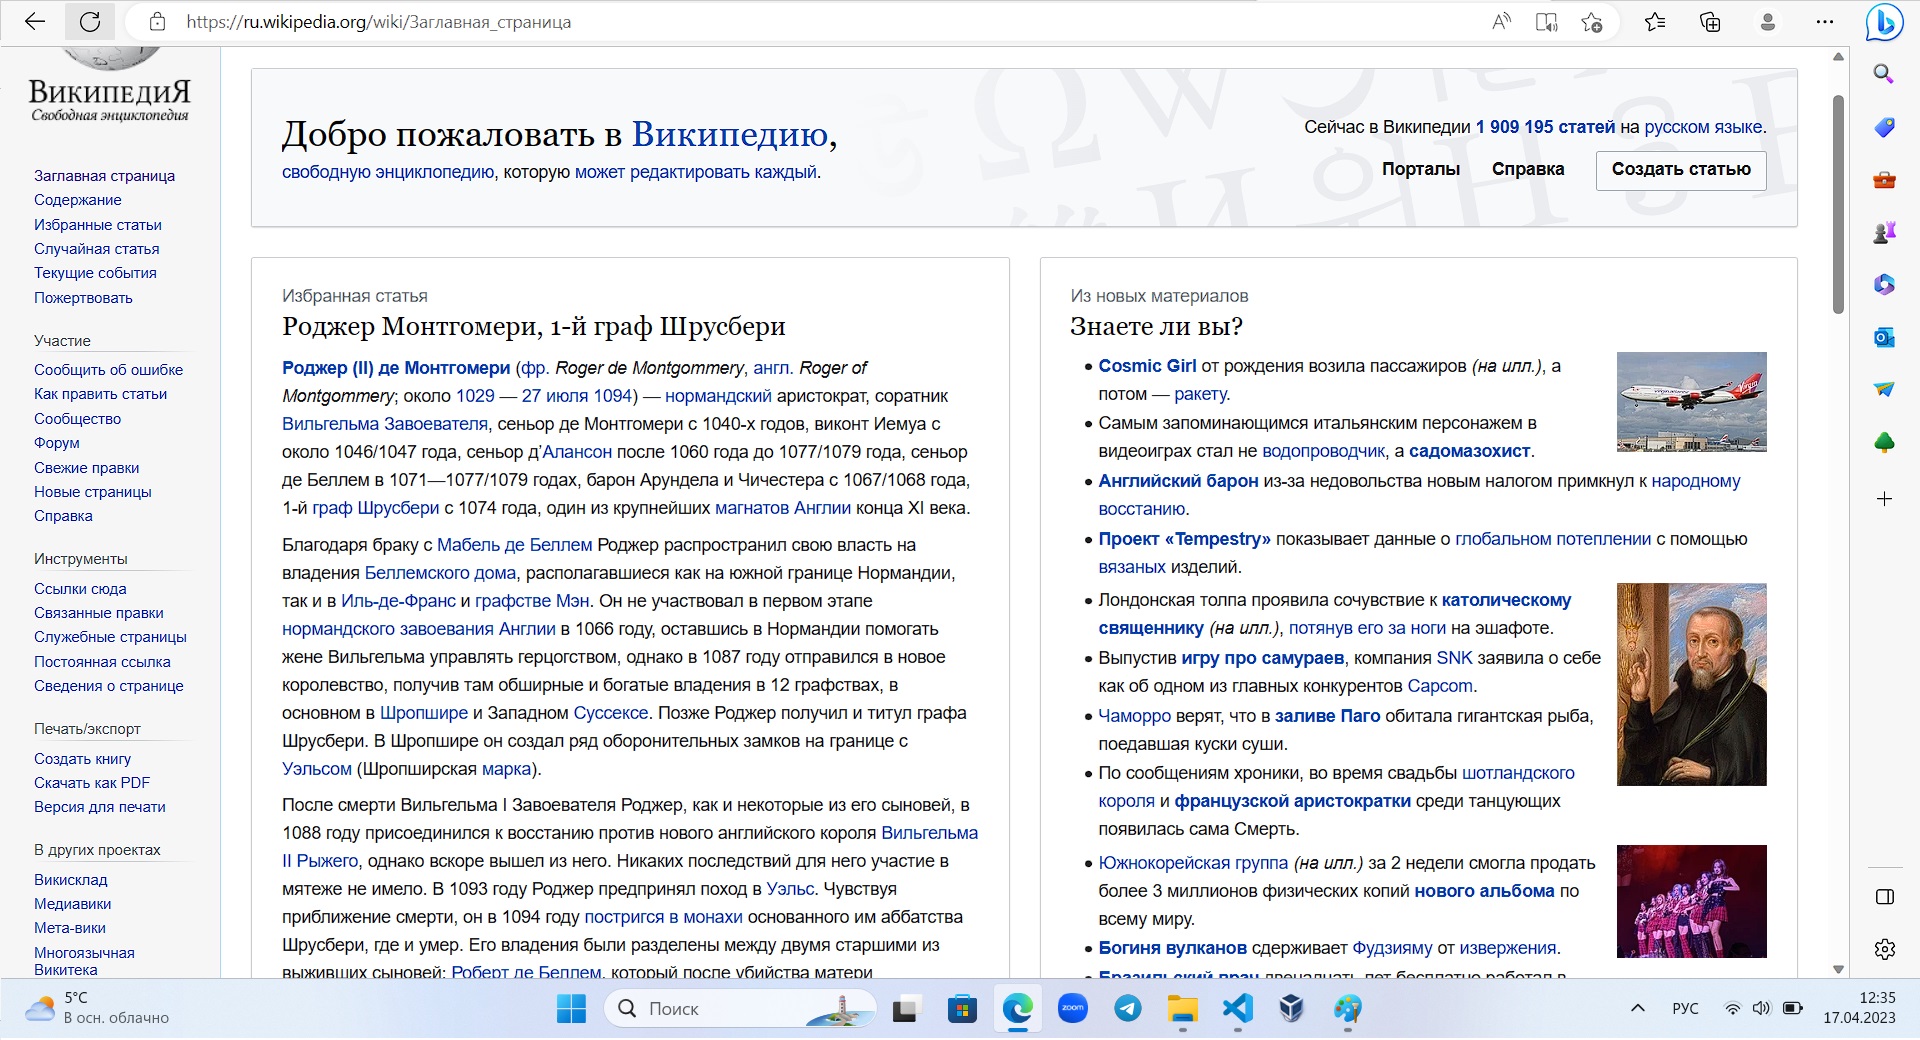 https://ru.wikipedia.org/wiki/Заглавная_страница
ВикипедиЯ
Свободная энциклопедия
Заглавная страница
Содержание
Избранные статьи
Случайная статья
Текущие события
Пожертвовать
Участие
Сообщить об ошибке
Как править статьи
Сообщество
Форум
Свежие правки
Новые страницы
Справка
Инструменты
Ссылки сюда
Связанные правки
Служебные страницы
Постоянная ссылка
Сведения о странице
Печать/экспорт
Создать книгу
Скачать как PDF
Версия для печати
В других проектах
Викисклад
Медиавики
Мета-вики
Многоязычная
Викитека
Добро пожаловать в Википедию,
свободную энциклопедию, которую может редактировать каждый.
Сейчас в Википедии 1 909 195 статей на русском языке.
Порталы Справка Создать статью
Избранная статья
Роджер Монтгомери, 1-й граф Шрусбери
Роджер (II) де Монтгомери (фр. Roger de Montgommery, англ. Roger of
Montgommery; около 1029 — 27 июля 1094) — нормандский аристократ, соратник
Вильгельма Завоевателя, сеньор де Монтгомери с 1040-х годов, виконт Иемуа с
около 1046/1047 года, сеньор д’Алансон после 1060 года до 1077/1079 года, сеньор
де Беллем в 1071—1077/1079 годах, барон Арундела и Чичестера с 1067/1068 года,
1-й граф Шрусбери с 1074 года, один из крупнейших магнатов Англии конца XI века.
Благодаря браку с Мабель де Беллем Роджер распространил свою власть на
владения Беллемского дома, располагавшиеся как на южной границе Нормандии,
так и в Иль-де-Франс и графстве Мэн. Он не участвовал в первом этапе
нормандского завоевания Англии в 1066 году, оставшись в Нормандии помогать
жене Вильгельма управлять герцогством, однако в 1087 году отправился в новое
королевство, получив там обширные и богатые владения в 12 графствах, в
основном в Шропшире и Западном Суссексе. Позже Роджер получил и титул графа
Шрусбери. В Шропшире он создал ряд оборонительных замков на границе с
Уэльсом (Шропширская марка).
После смерти Вильгельма I Завоевателя Роджер, как и некоторые из его сыновей, в
1088 году присоединился к восстанию против нового английского короля Вильгельма
II Рыжего, однако вскоре вышел из него. Никаких последствий для него участие в
мятеже не имело. В 1093 году Роджер предпринял поход в Уэльс. Чувствуя
приближение смерти, он в 1094 году постригся в монахи основанного им аббатства
Шрусбери, где и умер. Его владения были разделены между двумя старшими из
выживших сыновей: Роберт де Беллем, который после убийства матери
Из новых материалов
Знаете ли вы?
Cosmic Girl от рождения возила пассажиров (на илл.), а
потом — ракету.
Самым запоминающимся итальянским персонажем в
видеоиграх стал не водопроводчик, а садомазохист.
Английский барон из-за недовольства новым налогом примкнул к народному
восстанию.
Проект «Tempestry» показывает данные о глобальном потеплении с помощью
вязаных изделий.
Лондонская толпа проявила сочувствие к католическому
священнику (на илл.), потянув его за ноги на эшафоте.
Выпустив игру про самураев, компания SNK заявила о себе
как об одном из главных конкурентов Capcom.
Чаморро верят, что в заливе Паго обитала гигантская рыба,
поедавшая куски суши.
По сообщениям хроники, во время свадьбы шотландского
короля и французской аристократки среди танцующих
появилась сама Смерть.
Южнокорейская группа (на илл.) за 2 недели смогла продать
более 3 миллионов физических копий нового альбома по
всему миру.
Богиня вулканов сдерживает Фудзияму от извержения.
Бразильский врач двенадцать лет бесплатно работал в
5°C
В осн. облачно
Поиск
zoom
РУС
12:35
17.04.2023